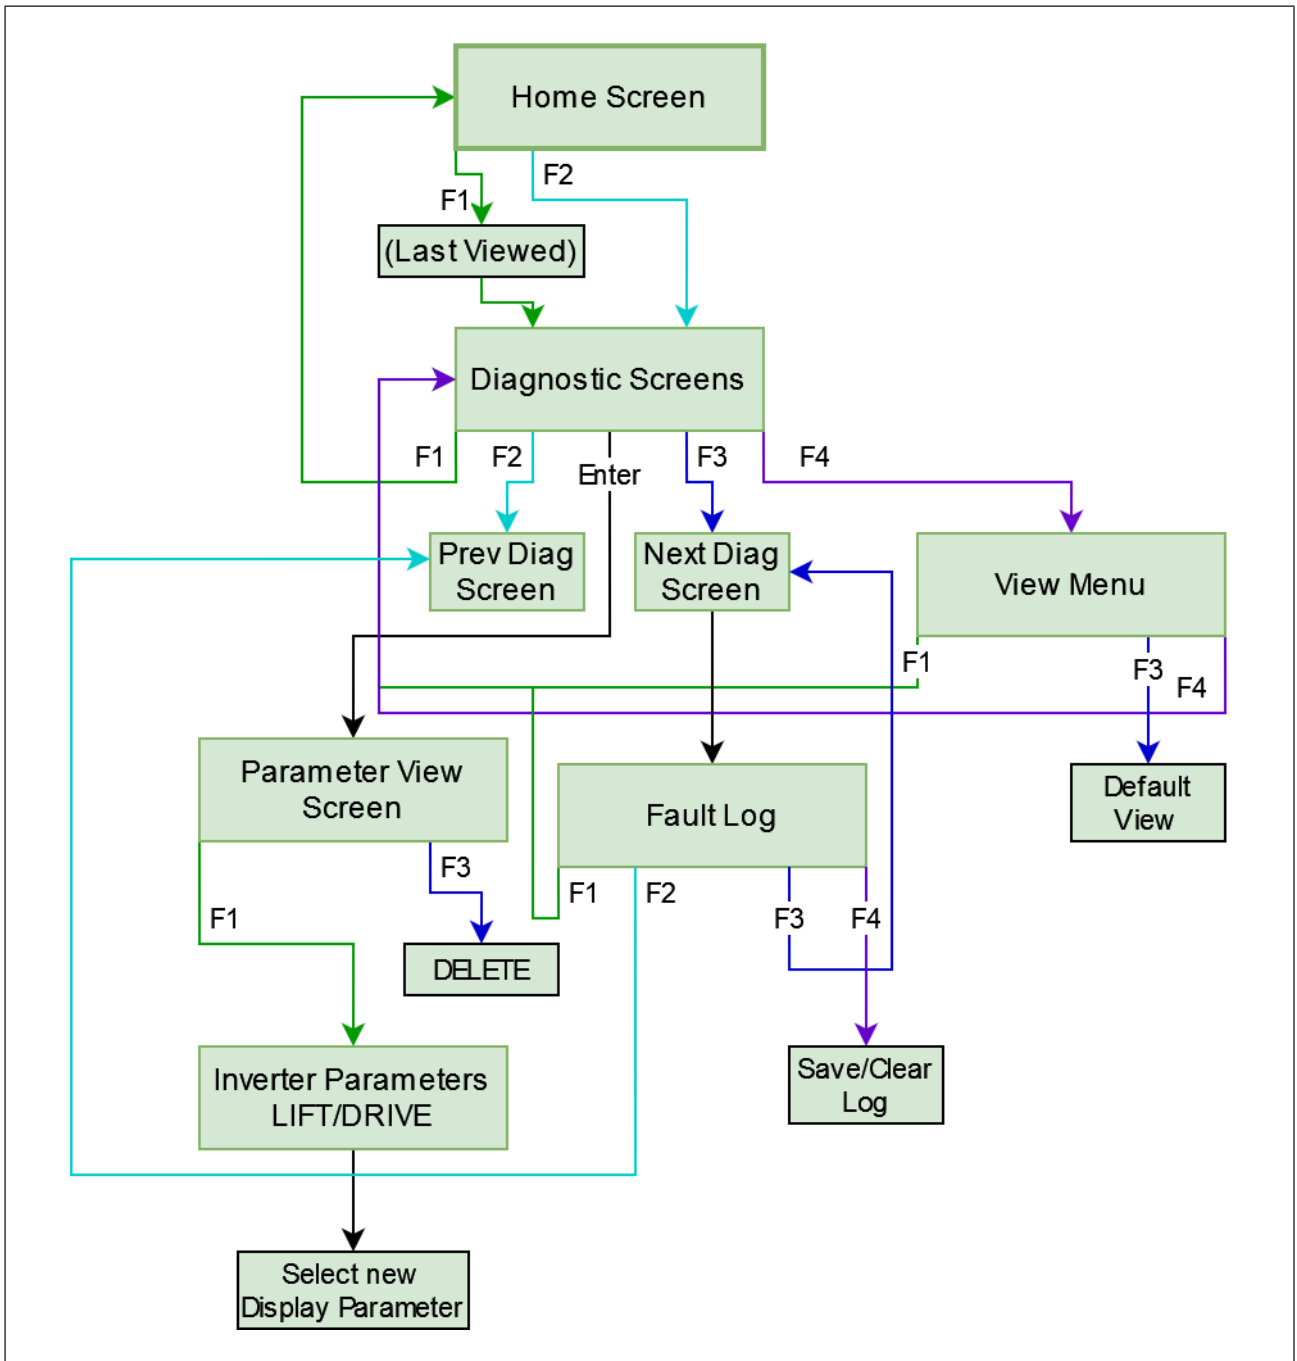 Home Screen
F2
F1
(Last Viewed)
Diagnostic Screens
F1
F2
Enter
F3
F4
Prev Diag
Screen
Next Diag
Screen
View Menu
F1
F3
F4
Parameter View
Screen
Fault Log
Default
View
F3
F1
F2
F1
F3
F4
DELETE
Inverter Parameters
LIFT/DRIVE
Save/Clear
Log
Select new
Display Parameter